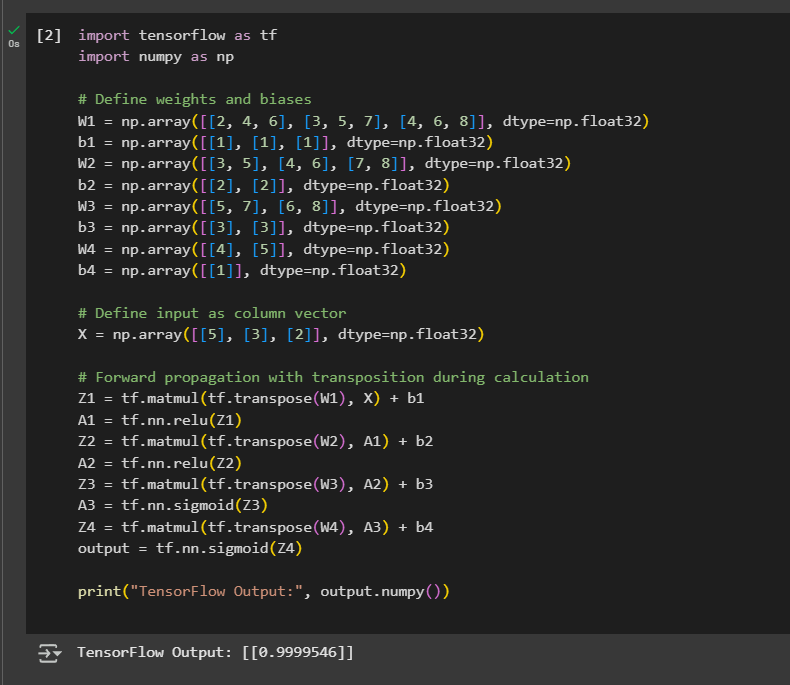 [2] import tensorflow as tf
0s
import numpy as np
# Define weights and biases
W1 = np.array([[2, 4, 6], [3, 5, 7], [4, 6, 8]], dtype=np.float32)
b1 = np.array([[1], [1], [1]], dtype=np.float32)
W2 = np.array([[3, 5], [4, 6], [7, 8]], dtype=np.float32)
b2 = np.array([[2], [2]], dtype=np.float32)
W3 = np.array([[5, 7], [6, 8]], dtype=np.float32)
b3 = np.array([[3], [3]], dtype=np.float32)
W4 = np.array([[4], [5]], dtype=np.float32)
b4 = np.array([[1]], dtype=np.float32)
# Define input as column vector
X = np.array([[5], [3], [2]], dtype=np.float32)
# Forward propagation with transposition during calculation
Z1 = tf.matmul(tf.transpose(W1), X) + b1
A1 = tf.nn.relu(Z1)
Z2 = tf.matmul(tf.transpose(W2), A1) + b2
A2 = tf.nn.relu(Z2)
Z3 = tf.matmul(tf.transpose(W3), A2) + b3
A3 = tf.nn.sigmoid(Z3)
Z4 = tf.matmul(tf.transpose(W4), A3) + b4
output = tf.nn.sigmoid(Z4)
print("TensorFlow Output:", output.numpy())
TensorFlow Output: [[0.9999546]]